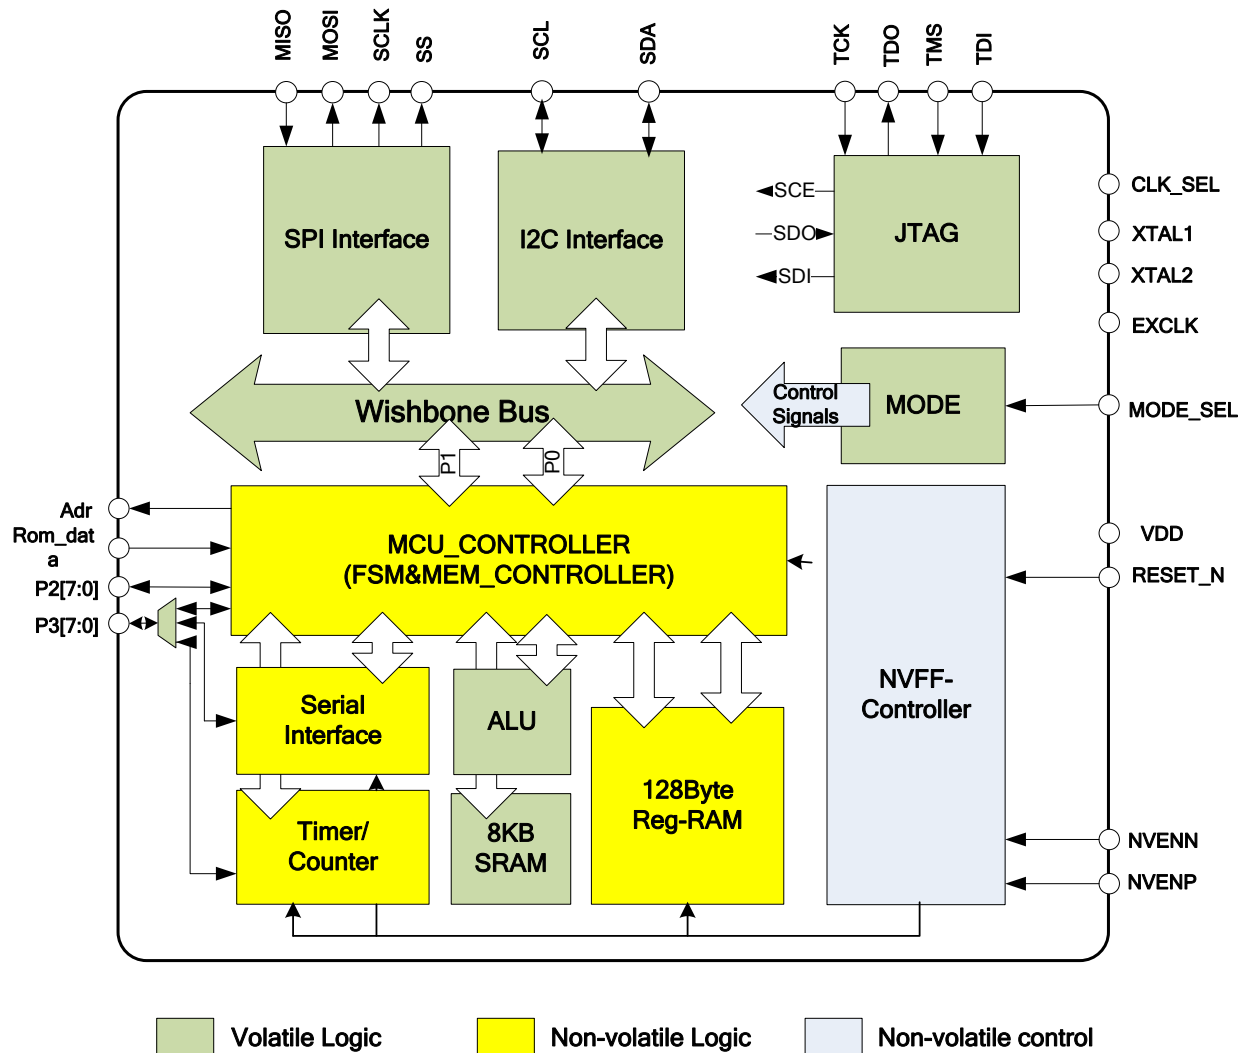 MISO
MOSI
SCLK
SS
SCL
SDA
TCK
TDO
TMS
TDI
SPI Interface
I2C Interface
SCE
SDO
SDI
JTAG
CLK_SEL
XTAL1
XTAL2
EXCLK
Wishbone Bus
Control
Signals
MODE
MODE_SEL
P1
P0
Adr
Rom_dat
a
P2[7:0]
P3[7:0]
MCU_CONTROLLER
(FSM&MEM_CONTROLLER)
VDD
RESET_N
NVFF-
Controller
Serial
Interface
ALU
128Byte
Reg-RAM
Timer/
Counter
8KB
SRAM
NVENN
NVENP
Volatile Logic
Non-volatile Logic
Non-volatile control